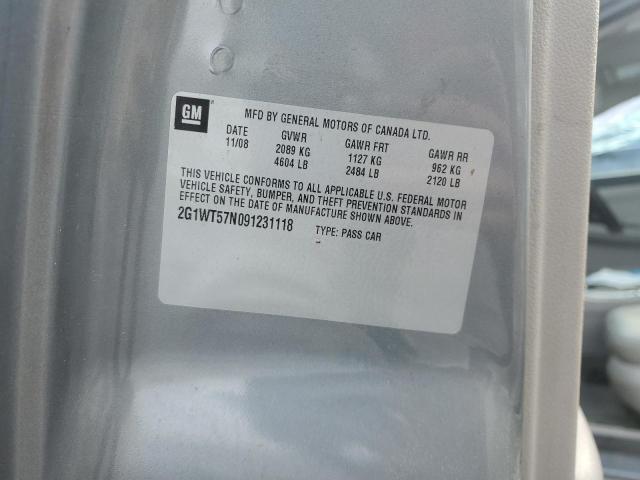 GM
MFD BY GENERAL MOTORS OF CANADA LTD.
DATE GVWR GAWR FRT GAWR RR
11/08 2089 KG 1127 KG 962 KG
4604 LB 2484 LB 2120 LB
THIS VEHICLE CONFORMS TO ALL APPLICABLE U.S. FEDERAL MOTOR
VEHICLE SAFETY, BUMPER, AND THEFT PREVENTION STANDARDS IN
EFFECT ON THE DATE OF MANUFACTURE SHOWN ABOVE.
2G1WT57N091231118 TYPE: PASS CAR